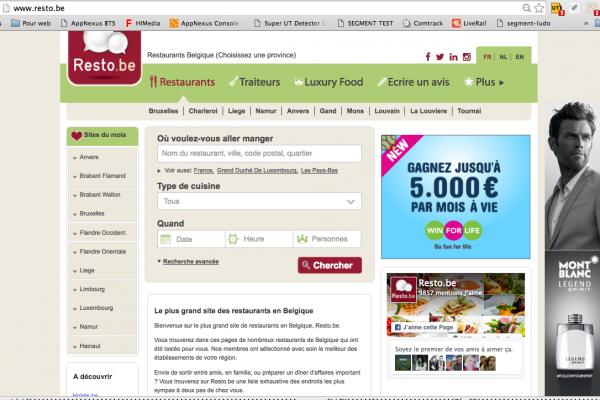 www.resto.be
Pour web
AppNexus BTS
HIMedia
AppNexus Console
Super UT Detector
SEGMENT TEST
Comtrack
LiveRail
segment-ludo
Resto.be
Restaurants Belgique (Choisissez une province)
FR NL EN
Restaurants
Traiteurs
Luxury Food
Ecrire un avis
Plus
Bruxelles
Charleroi
Liege
Namur
Anvers
Gand
Mons
Louvain
La Louviere
Tournai
Sites du mois
Anvers
Brabant Flamand
Brabant Wallon
Bruxelles
Flandre Occident.
Flandre Orientale
Liege
Limbourg
Luxembourg
Namur
Hainaut
A découvrir
Où voulez-vous aller manger
Nom du restaurant, ville, code postal, quartier
Voir aussi: France, Grand Duché De Luxembourg, Les Pays-Bas
Type de cuisine
Tous
Quand
Date
Heure
Personnes
Recherche avancée
Chercher
Le plus grand site des restaurants en Belgique
Bienvenue sur le plus grand site de restaurants en Belgique, Resto.be.
Vous trouverez dans ces pages de nombreux restaurants de Belgique qui ont
été testés pour vous. Nos membres ont sélectionné avec soin le meilleur des
établissements de votre région.
Envie de sortir entre amis, en famille, ou préparer un dîner d'affaires important
? Vous trouverez sur Resto.be une liste exhaustive des endroits les plus
sympas à deux pas de chez vous.
NEW
GAGNEZ JUSQU'À
5.000 €
PAR MOIS À VIE
WIN FOR LIFE
Du fun for life
Resto.be
Resto.be
9857 mentions J'aime
J'aime cette Page
Soyez le premier de vos amis à aimer ça.
MONT
BLANC
LEGEND
SPIRIT
LEGEND
SPIRIT